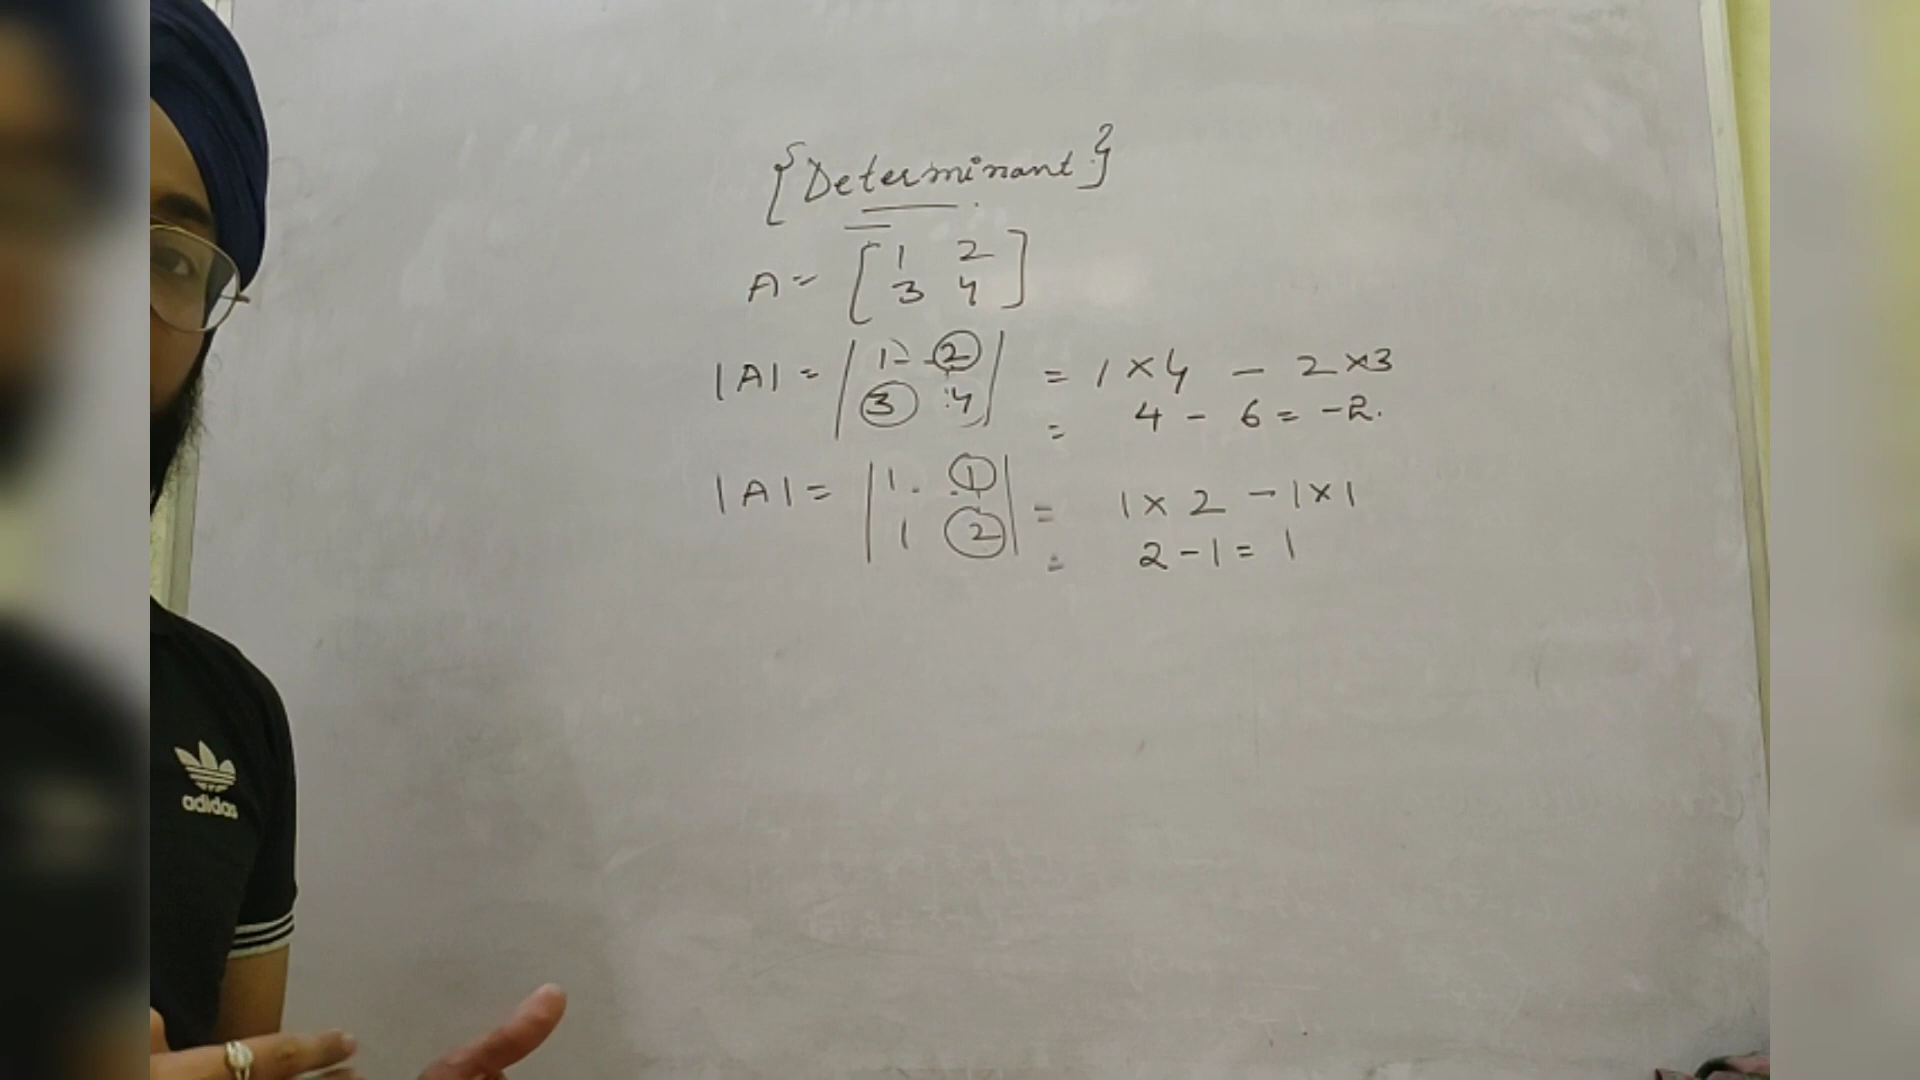 {Determinant}
A = [ 1 2
3 4 ]
|A| = | 1 2
3 4 | = 1 × 4 - 2 × 3
= 4 - 6 = -2.
|A| = | 1 1
1 2 | = 1 × 2 - 1 × 1
= 2 - 1 = 1
adidas